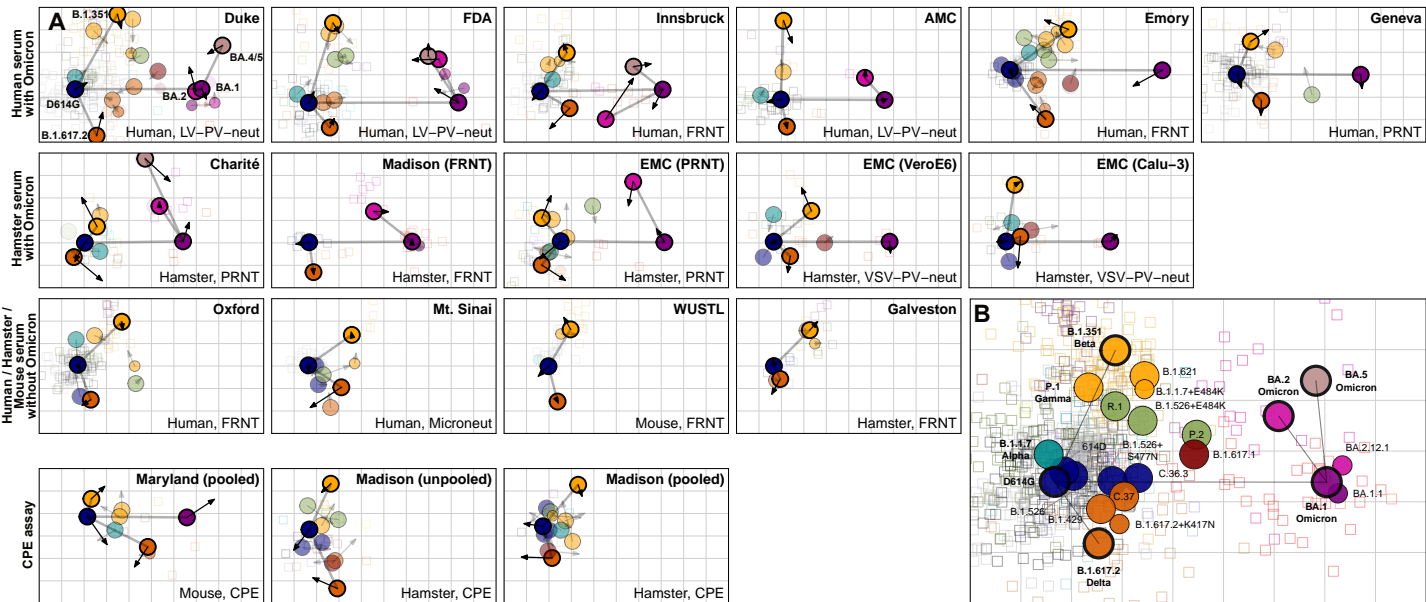 A
Human serum
with Omicron
Duke
B.1.351
BA.4/5
D614G
BA.2
BA.1
B.1.617.2
Human, LV−PV−neut
FDA
Human, LV−PV−neut
Innsbruck
Human, FRNT
AMC
Human, LV−PV−neut
Emory
Human, FRNT
Geneva
Human, PRNT
Hamster serum
with Omicron
Charité
Hamster, PRNT
Madison (FRNT)
Hamster, FRNT
EMC (PRNT)
Hamster, PRNT
EMC (VeroE6)
Hamster, VSV−PV−neut
EMC (Calu−3)
Hamster, VSV−PV−neut
Human / Hamster /
Mouse serum
without Omicron
Oxford
Human, FRNT
Mt. Sinai
Human, Microneut
WUSTL
Mouse, FRNT
Galveston
Hamster, FRNT
CPE assay
Maryland (pooled)
Mouse, CPE
Madison (unpooled)
Hamster, CPE
Madison (pooled)
Hamster, CPE
B
B.1.351
Beta
B.1.621
P.1
Gamma
B.1.1.7+E484K
R.1
B.1.526+E484K
BA.2
Omicron
BA.5
Omicron
P.2
B.1.1.7
Alpha
614D
B.1.526+
S477N
B.1.617.1
BA.2.12.1
C.36.3
D614G
C.37
BA.1.1
BA.1
Omicron
B.1.526
B.1.429
B.1.617.2+K417N
B.1.617.2
Delta